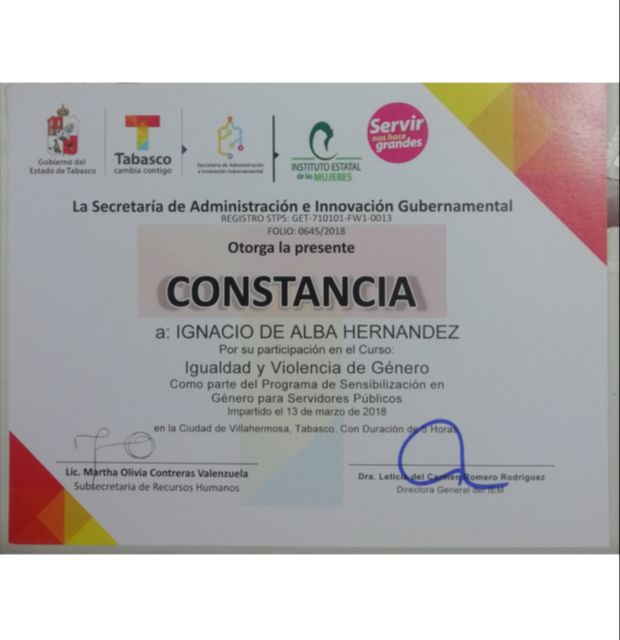 Gobierno del
Estado de Tabasco
Tabasco
cambia contigo
Secretaría de Administración
e Innovación Gubernamental
INSTITUTO ESTATAL
de las MUJERES
Servir
nos hace
grandes
La Secretaría de Administración e Innovación Gubernamental
REGISTRO STPS: GET-710101-FW1-0013
FOLIO: 0645/2018
Otorga la presente
CONSTANCIA
a: IGNACIO DE ALBA HERNANDEZ
Por su participación en el Curso:
Igualdad y Violencia de Género
Como parte del Programa de Sensibilización en
Género para Servidores Públicos
Impartido el 13 de marzo de 2018
en la Ciudad de Villahermosa, Tabasco. Con Duración de 5 Horas
Lic. Martha Olivia Contreras Valenzuela
Subsecretaria de Recursos Humanos
Dra. Leticia del Carmen Romero Rodriguez
Directora General del IEM